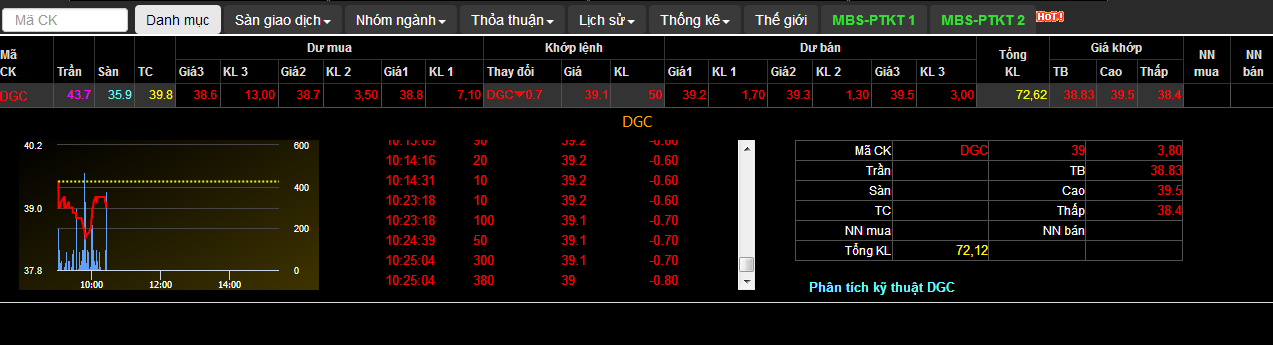 Mã CK Danh mục Sàn giao dịch Nhóm ngành Thỏa thuận Lịch sử Thống kê Thế giới MBS-PTKT 1 MBS-PTKT 2 HOT!
Mã CK Trần Sàn TC Dư mua Khớp lệnh Dư bán Tổng KL Giá khớp NN mua NN bán
Giá3 KL 3 Giá2 KL 2 Giá1 KL 1 Thay đổi Giá KL Giá1 KL 1 Giá2 KL 2 Giá3 KL 3 TB Cao Thấp
DGC 43.7 35.9 39.8 38.6 13,00 38.7 3,50 38.8 7,10 DGC 0.7 39.1 50 39.2 1,70 39.3 1,30 39.5 3,00 72,62 38.83 39.5 38.4
DGC
40.2 600
400
39.0
200
37.8 0
10:00 12:00 14:00
10:13:05 90 39.2 -0.60
10:14:16 20 39.2 -0.60
10:14:31 10 39.2 -0.60
10:23:18 10 39.2 -0.60
10:23:18 100 39.1 -0.70
10:24:39 50 39.1 -0.70
10:25:04 300 39.1 -0.70
10:25:04 380 39 -0.80
Mã CK DGC 39 3,80
Trần TB 38.83
Sàn Cao 39.5
TC Thấp 38.4
NN mua NN bán
Tổng KL 72,12
Phân tích kỹ thuật DGC